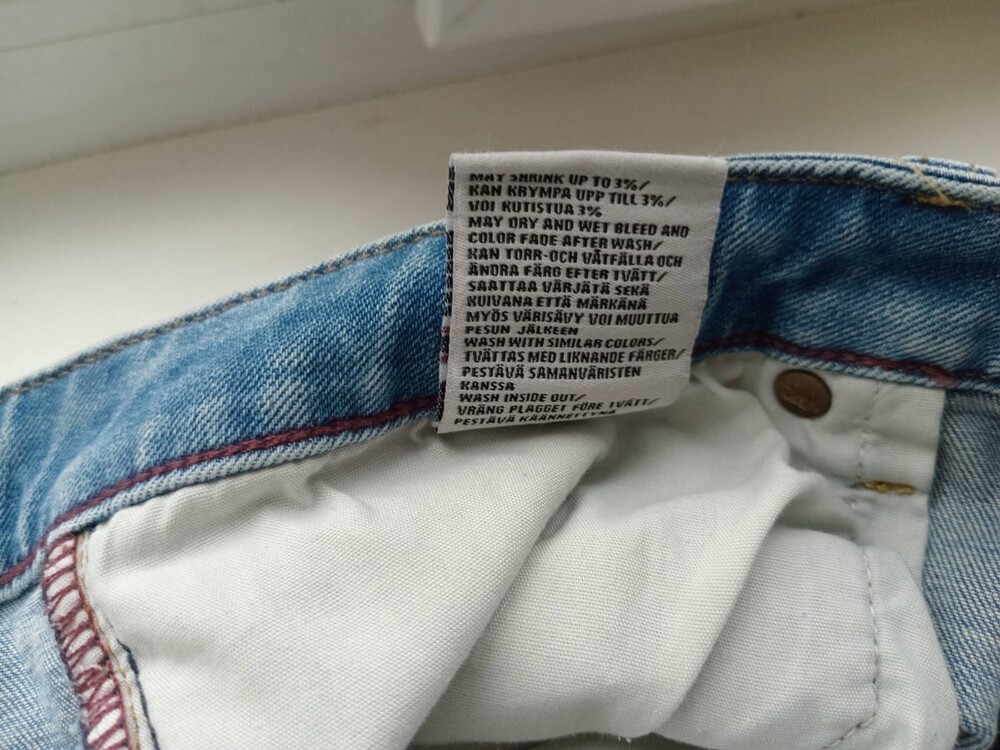 MAY SHRINK UP TO 3%/
KAN KRYMPA UPP TILL 3%/
VOI KUTISTUA 3%
MAY DRY AND WET BLEED AND
COLOR FADE AFTER WASH/
KAN TORR-OCH VÅTFÄLLA OCH
ÄNDRA FÄRG EFTER TVÄTT/
SAATTAA VÄRJÄTÄ SEKÄ
KUIVANA ETTÄ MÄRKÄNÄ
MYÖS VÄRISÄVY VOI MUUTTUA
PESUN JÄLKEEN
WASH WITH SIMILAR COLORS/
TVÄTTAS MED LIKNANDE FÄRGER/
PESTÄVÄ SAMANVÄRISTEN
KANSSA
WASH INSIDE OUT/
VRÄNG PLAGGET FÖRE TVÄTT/
PESTÄVÄ KÄÄNNETTYNÄ